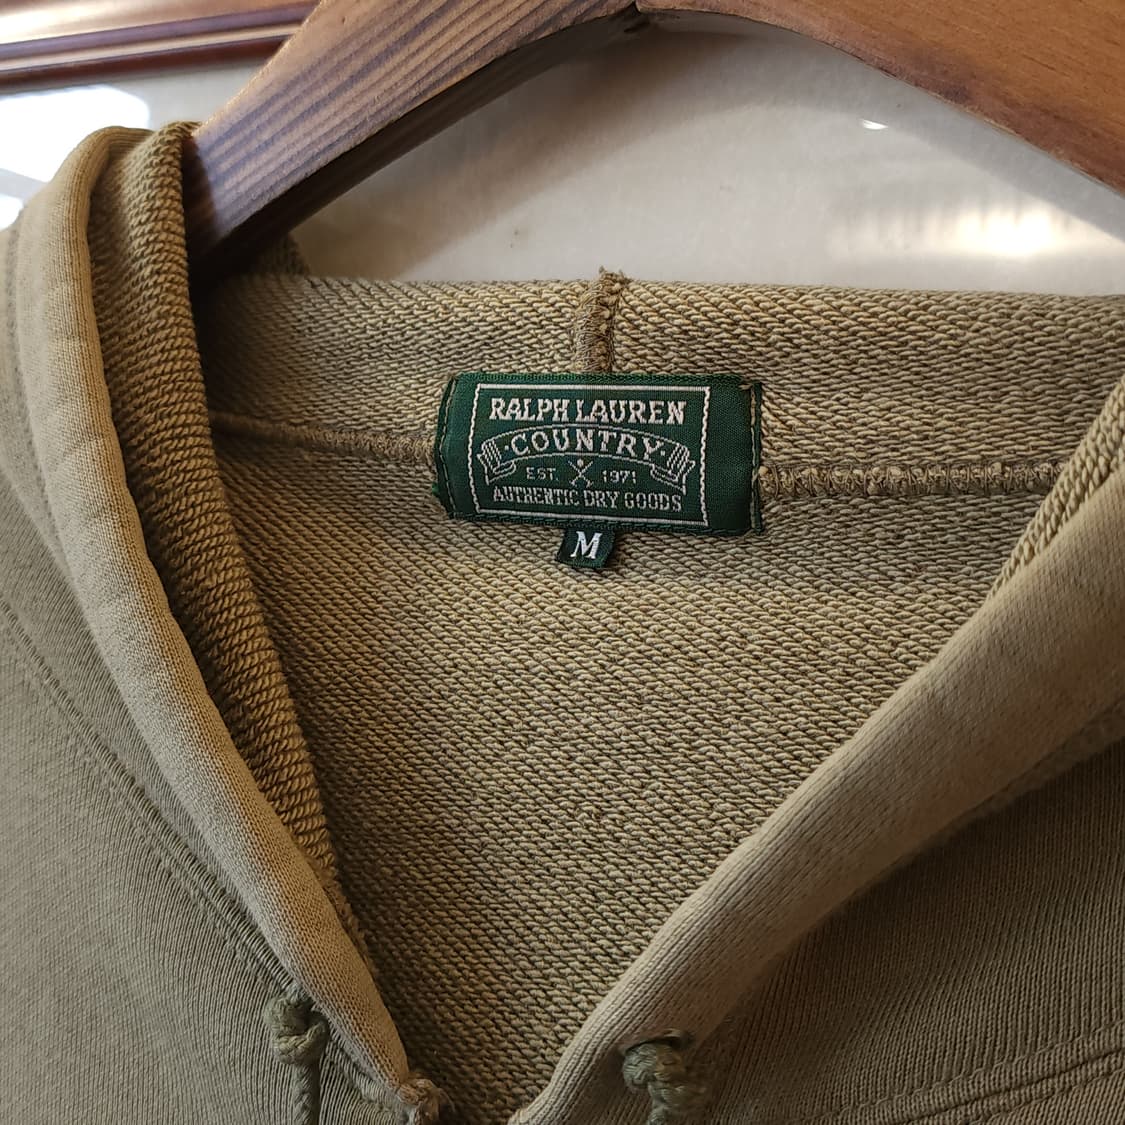 RALPH LAUREN
·COUNTRY·
EST. 1971
AUTHENTIC DRY GOODS
M